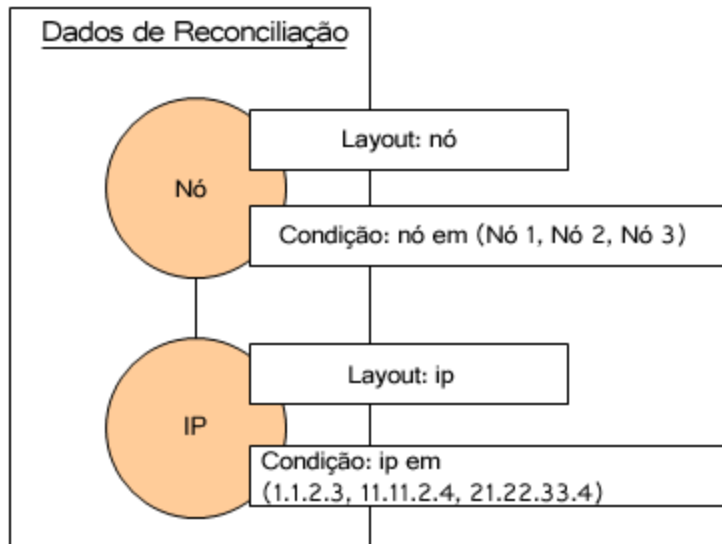 Dados de Reconciliação
Layout: nó
Nó
Condição: nó em (Nó 1, Nó 2, Nó 3)
Layout: ip
IP
Condição: ip em
(1.1.2.3, 11.11.2.4, 21.22.33.4)